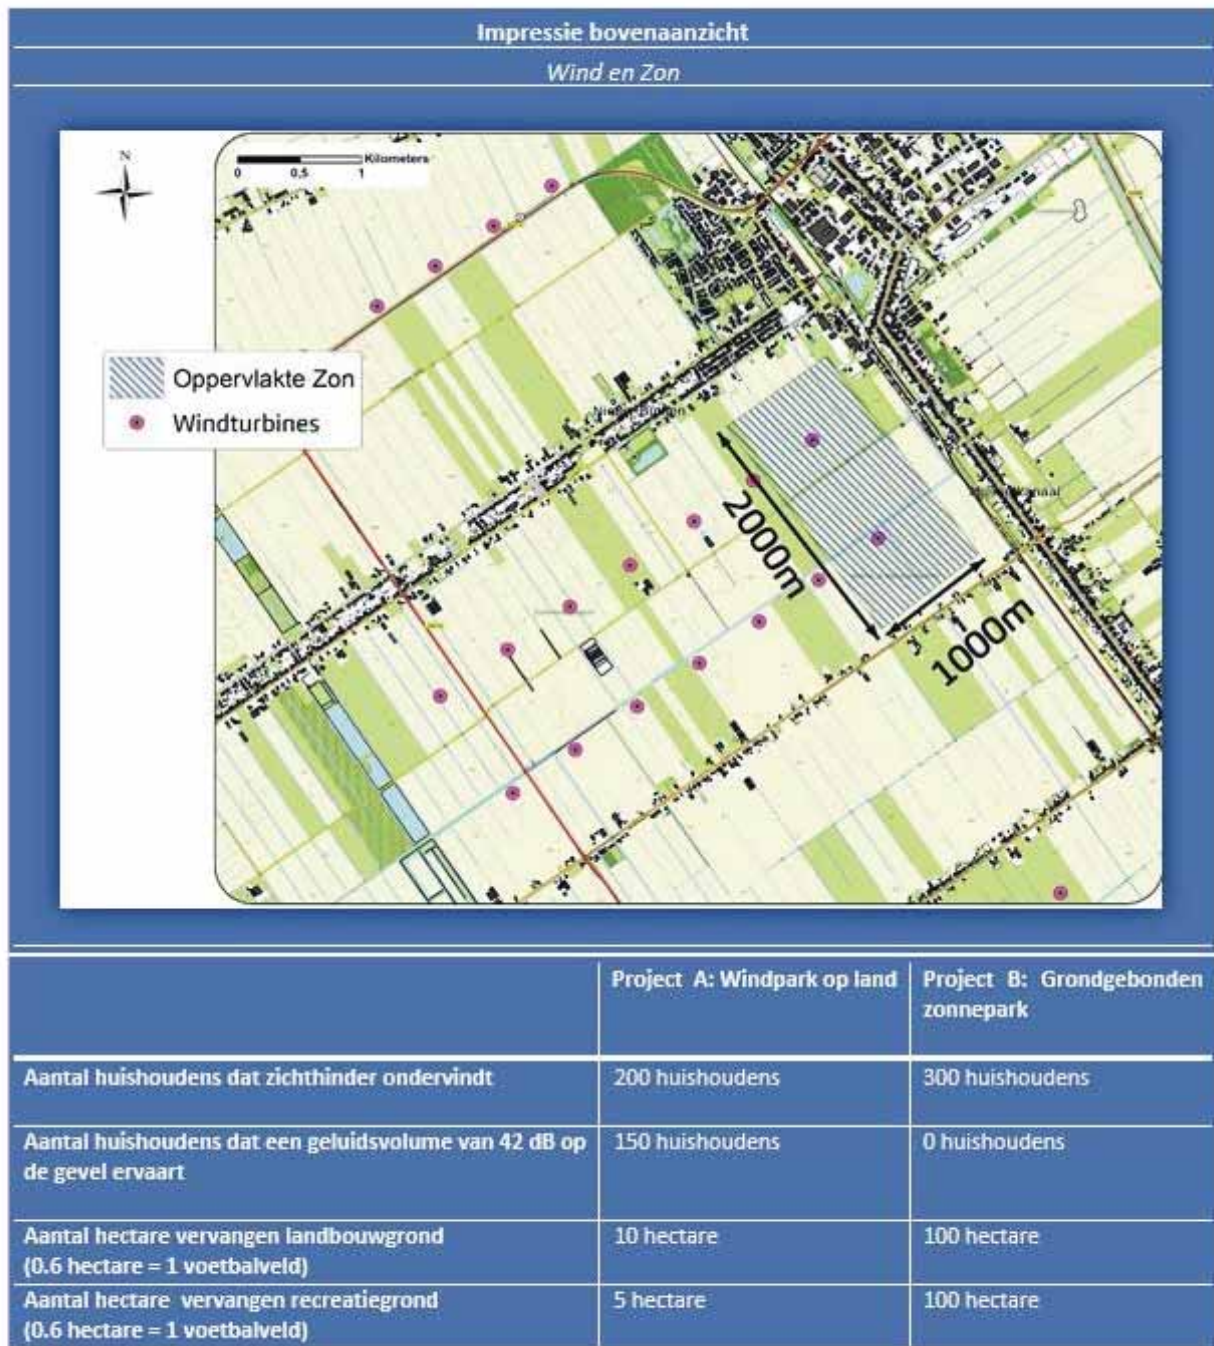 Impressie bovenaanzicht
Wind en Zon
N
Kilometers
0 0,5 1
Oppervlakte Zon
Windturbines
2000m
1000m
Project A: Windpark op land
Project B: Grondgebonden
zonnepark
Aantal huishoudens dat zichthinder ondervindt
200 huishoudens
300 huishoudens
Aantal huishoudens dat een geluidsvolume van 42 dB op
de gevel ervaart
150 huishoudens
0 huishoudens
Aantal hectare vervangen landbouwgrond
(0.6 hectare = 1 voetbalveld)
10 hectare
100 hectare
Aantal hectare vervangen recreatiegrond
(0.6 hectare = 1 voetbalveld)
5 hectare
100 hectare